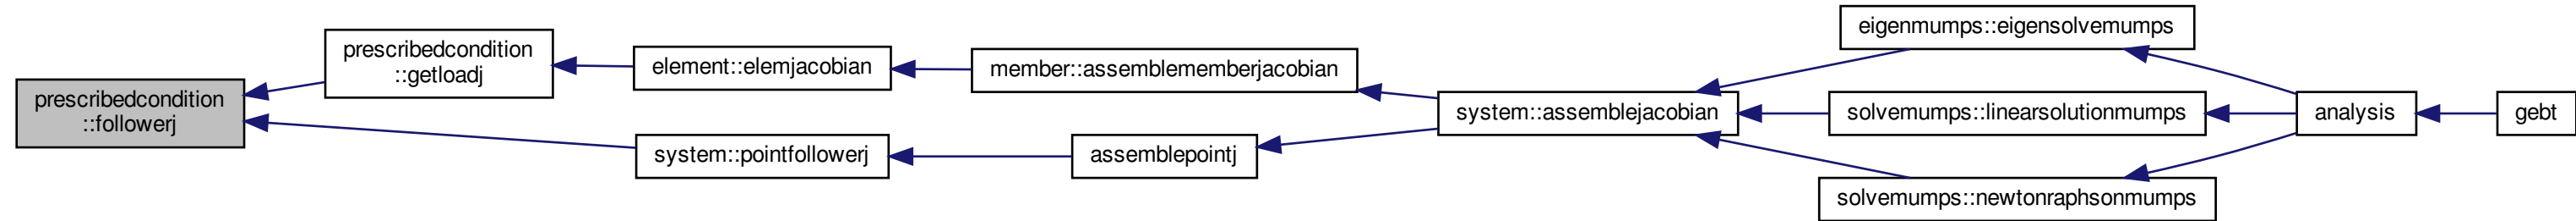 prescribedcondition
::followerj
prescribedcondition
::getloadj
element::elemjacobian
member::assemblememberjacobian
system::pointfollowerj
assemblepointj
system::assemblejacobian
eigenmumps::eigensolvemumps
solvemumps::linearsolutionmumps
solvemumps::newtonraphsonmumps
analysis
gebt